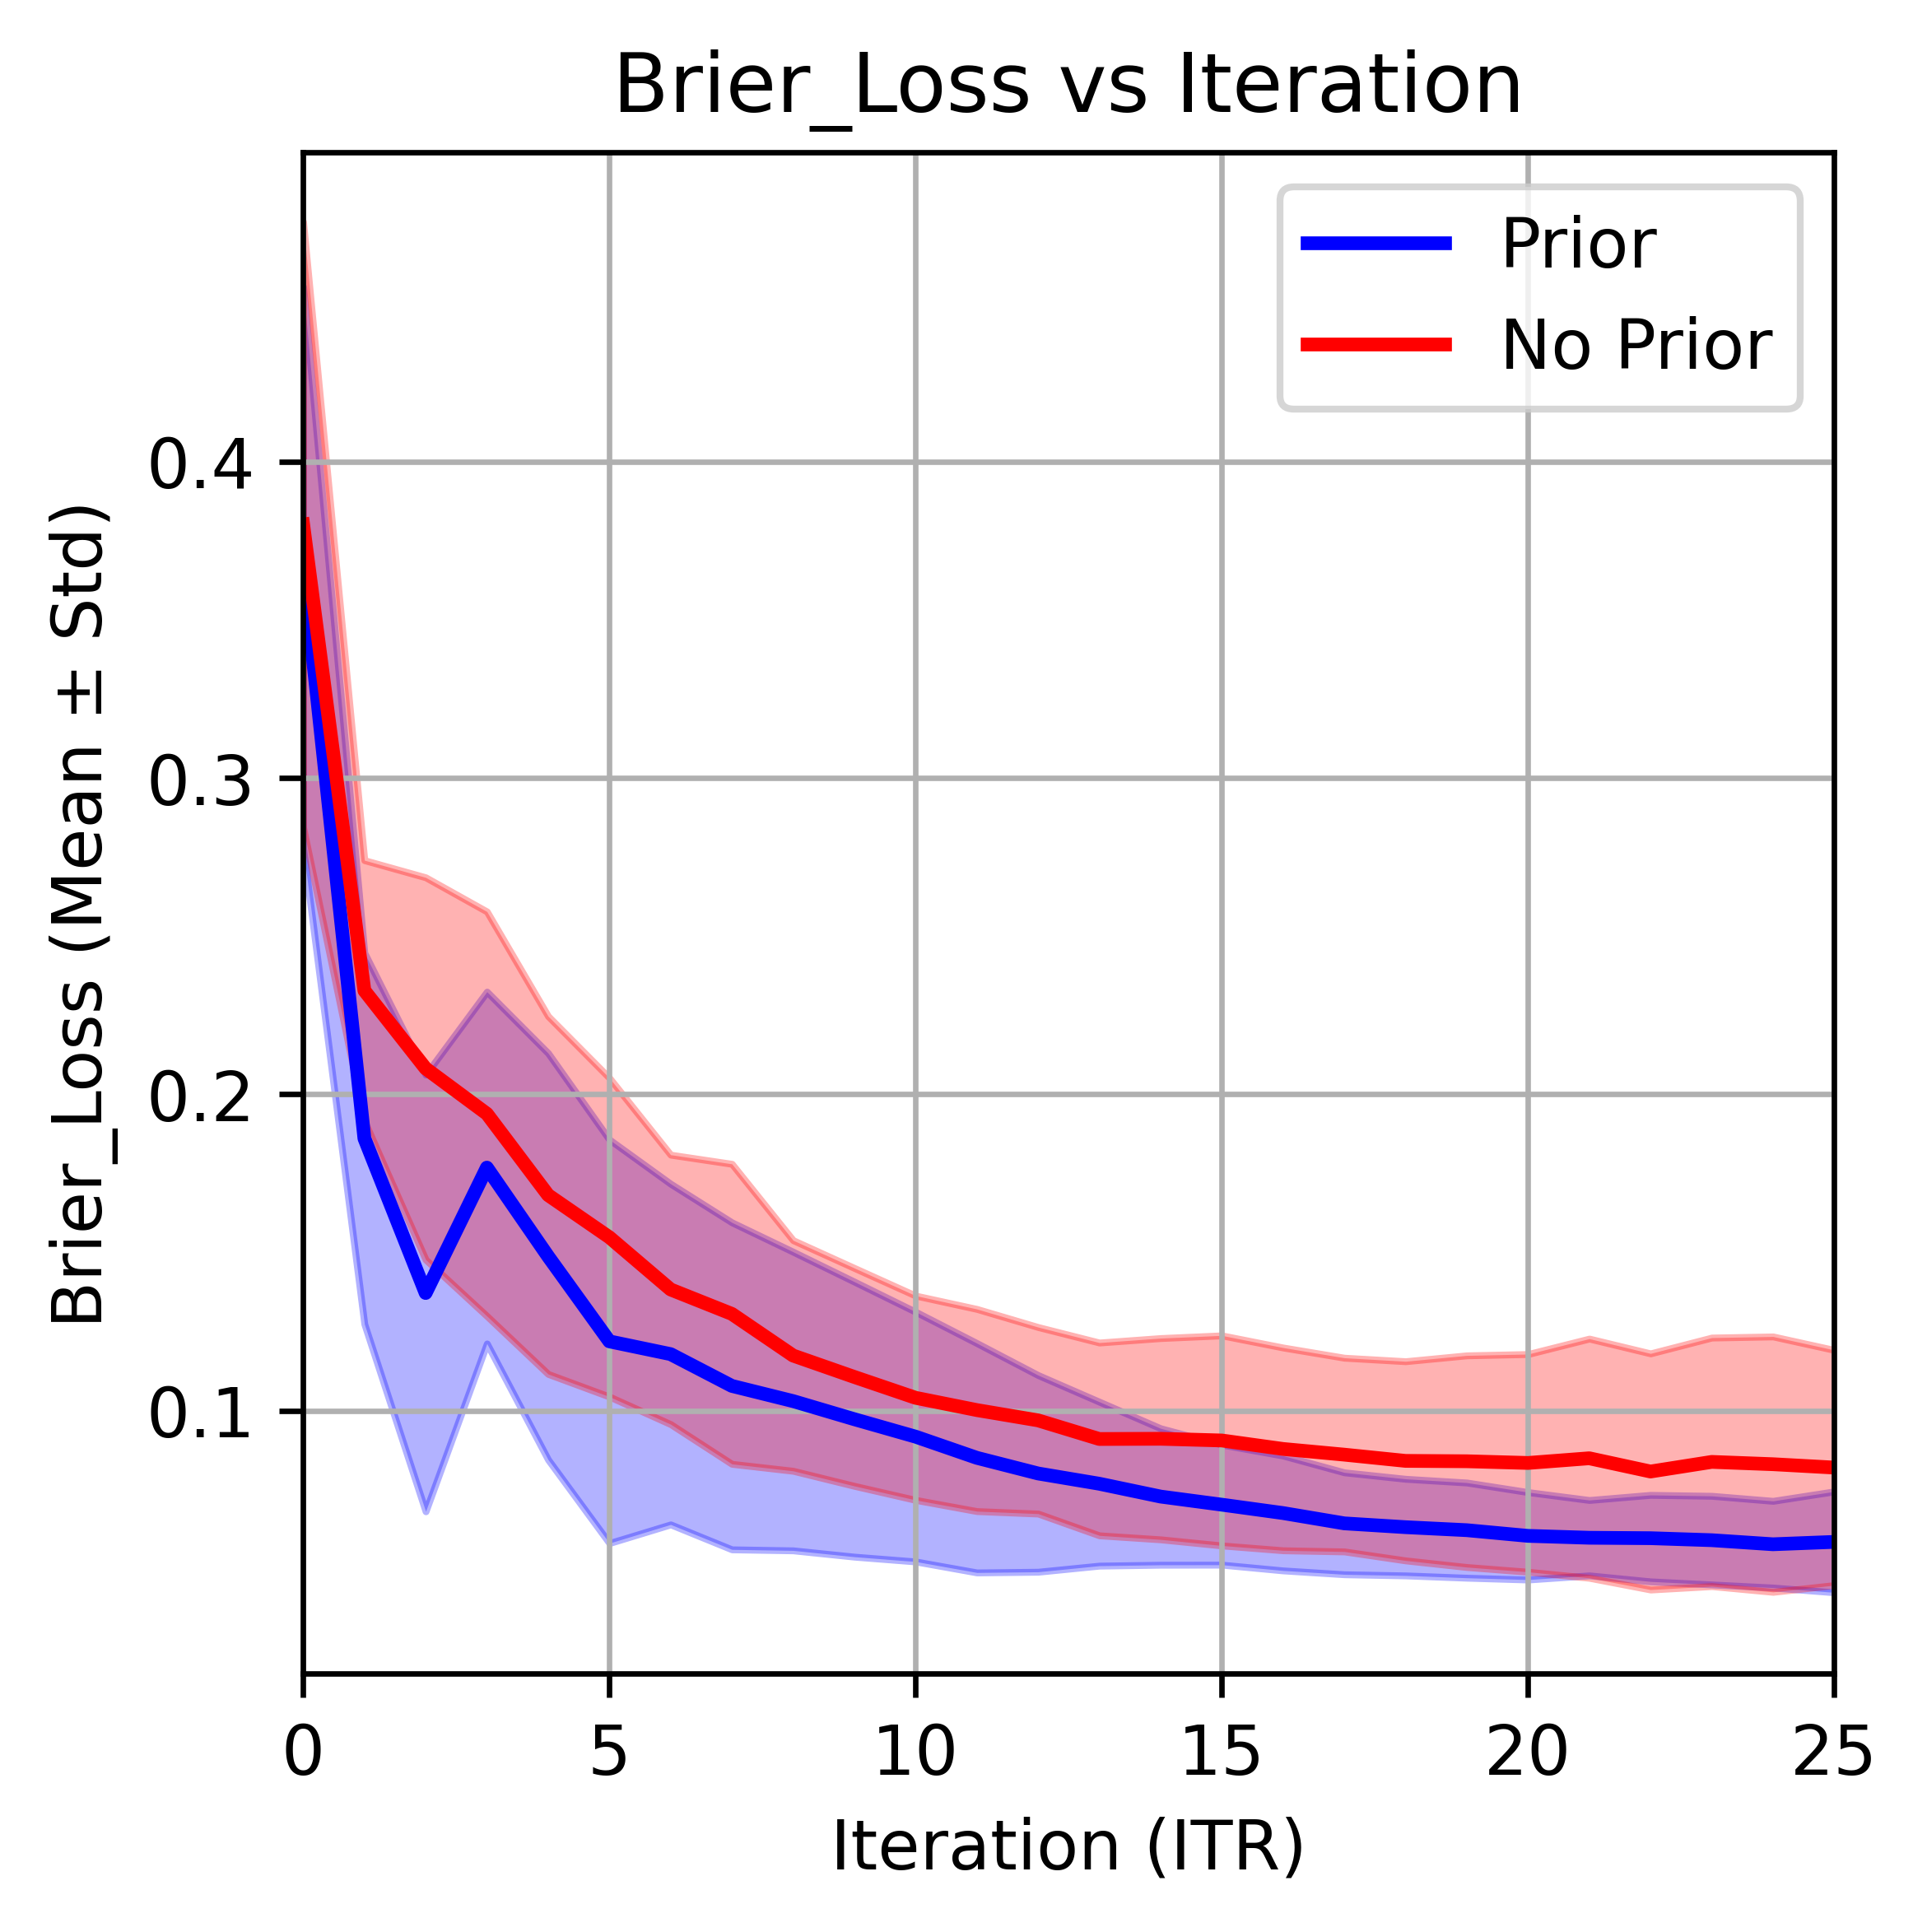 Brier_Loss vs Iteration
Prior
No Prior
Brier_Loss (Mean ± Std)
0.4
0.3
0.2
0.1
0 5 10 15 20 25
Iteration (ITR)